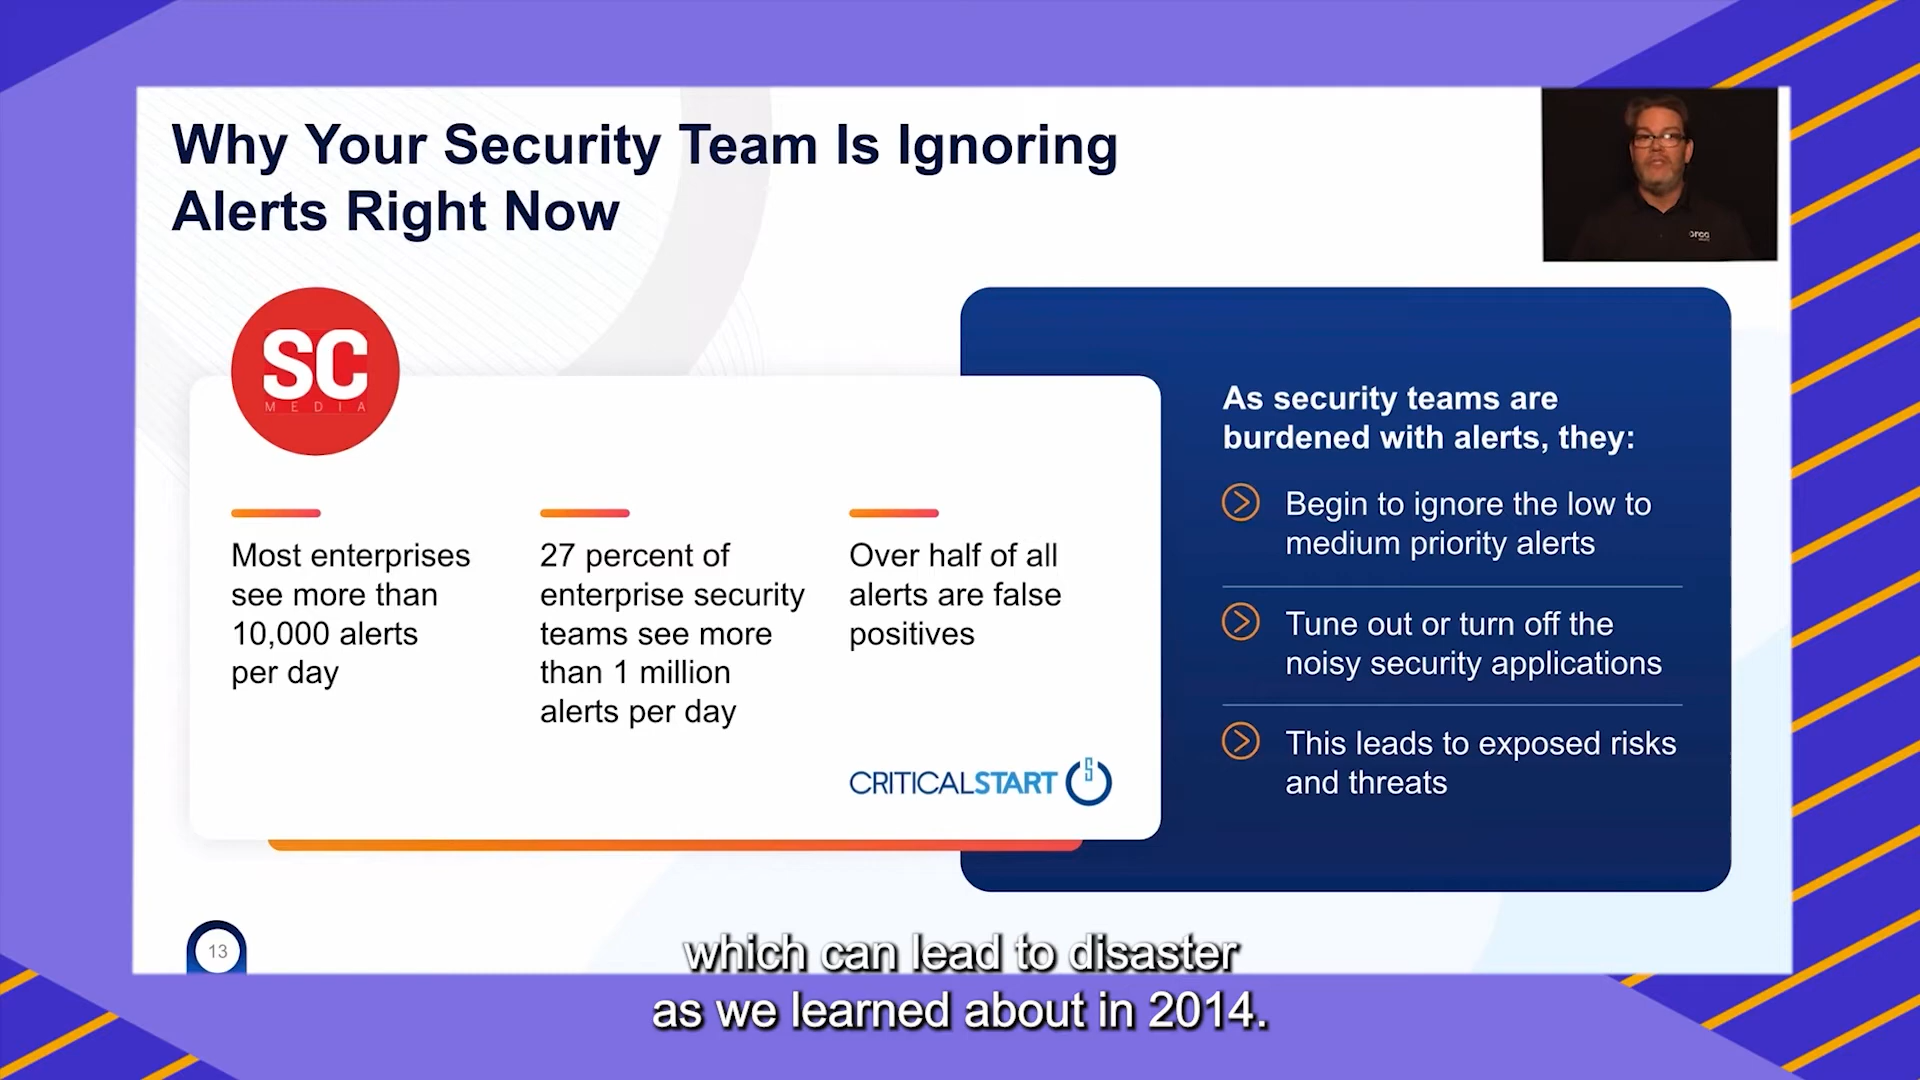 Why Your Security Team Is Ignoring
Alerts Right Now
SC
MEDIA
Most enterprises
see more than
10,000 alerts
per day
27 percent of
enterprise security
teams see more
than 1 million
alerts per day
Over half of all
alerts are false
positives
CRITICALSTART
As security teams are
burdened with alerts, they:
Begin to ignore the low to
medium priority alerts
Tune out or turn off the
noisy security applications
This leads to exposed risks
and threats
orca
13
which can lead to disaster
as we learned about in 2014.